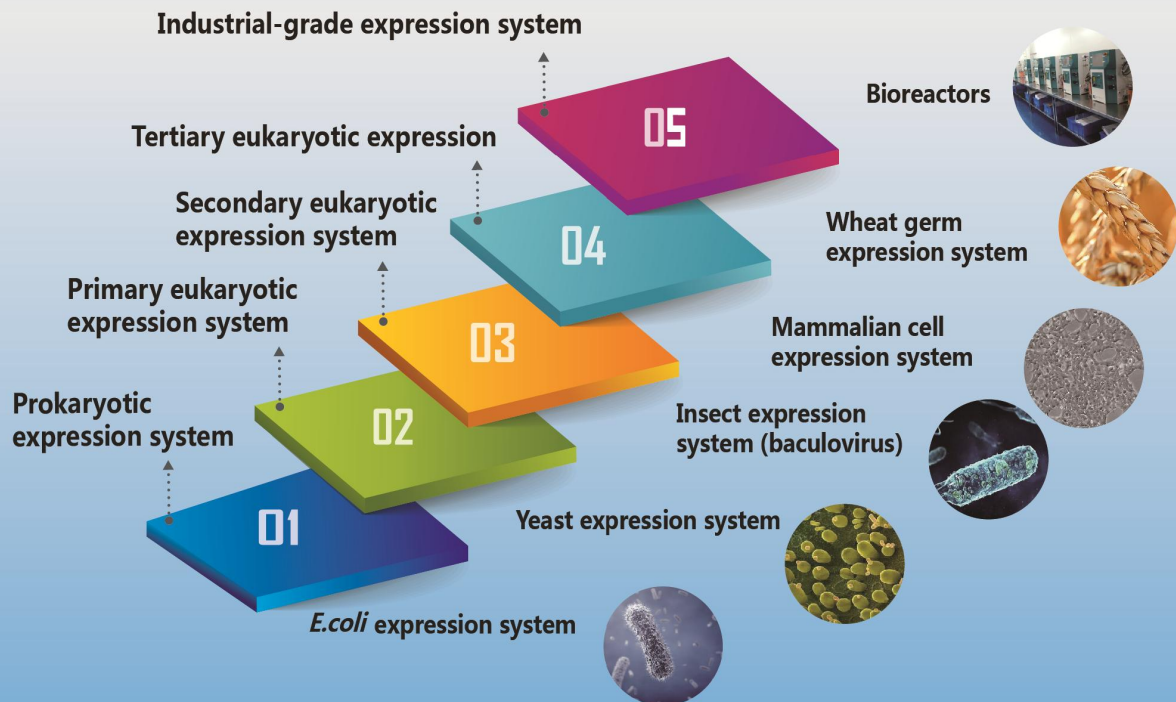 Industrial-grade expression system
Bioreactors
05
Tertiary eukaryotic expression
Wheat germ
expression system
Secondary eukaryotic
expression system
04
Primary eukaryotic
expression system
Mammalian cell
expression system
03
Prokaryotic
expression system
Insect expression
system (baculovirus)
02
Yeast expression system
01
E.coli expression system